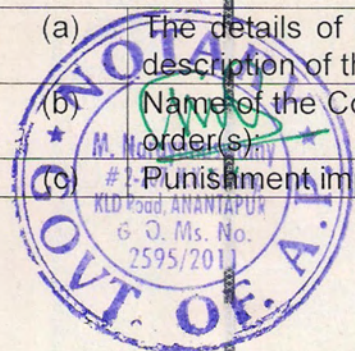 (a) The details of
description of th
(b) Name of the Co
order(s):
(c) Punishment im
NOTARY
M.
KLD Road, ANANTAPUR
G.O. Ms. No.
2595/2011
GOVT. OF. A.P.